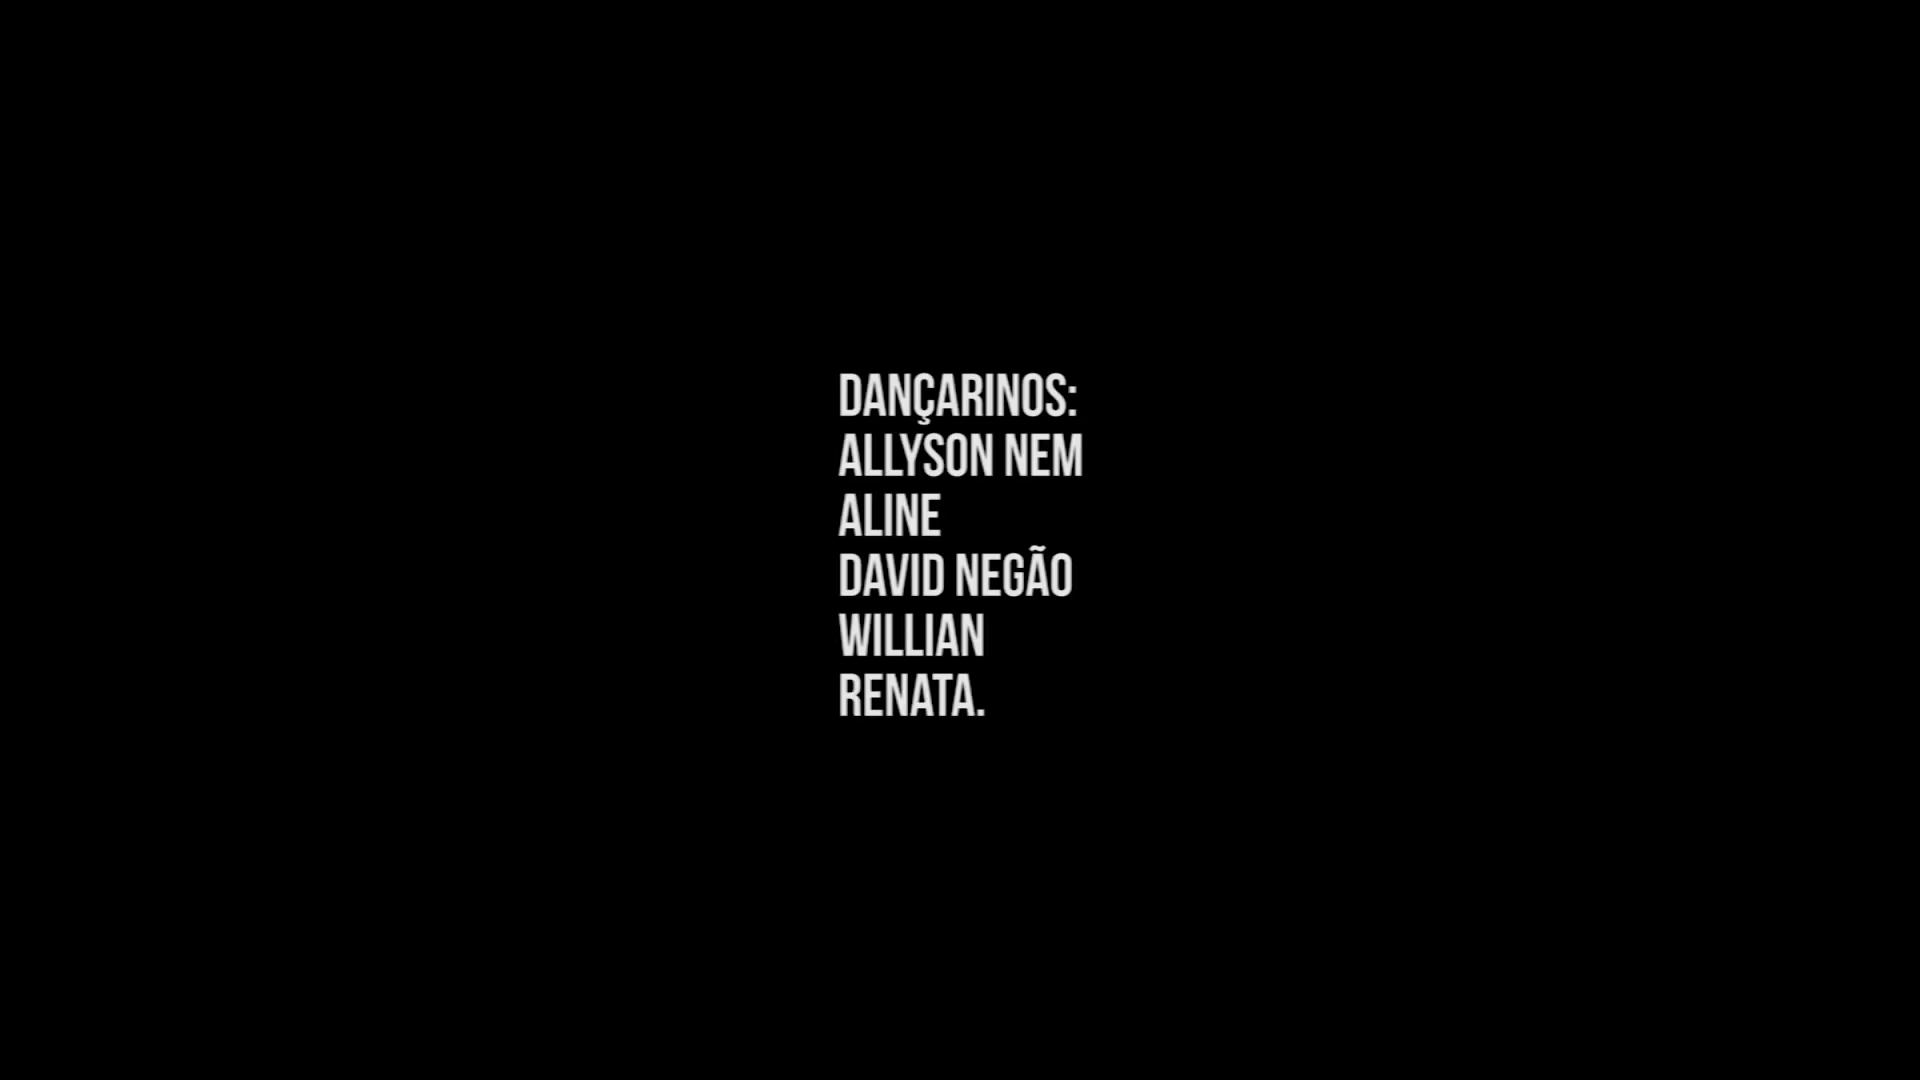 DANÇARINOS:
ALLYSON NEM
ALINE
DAVID NEGÃO
WILLIAN
RENATA.